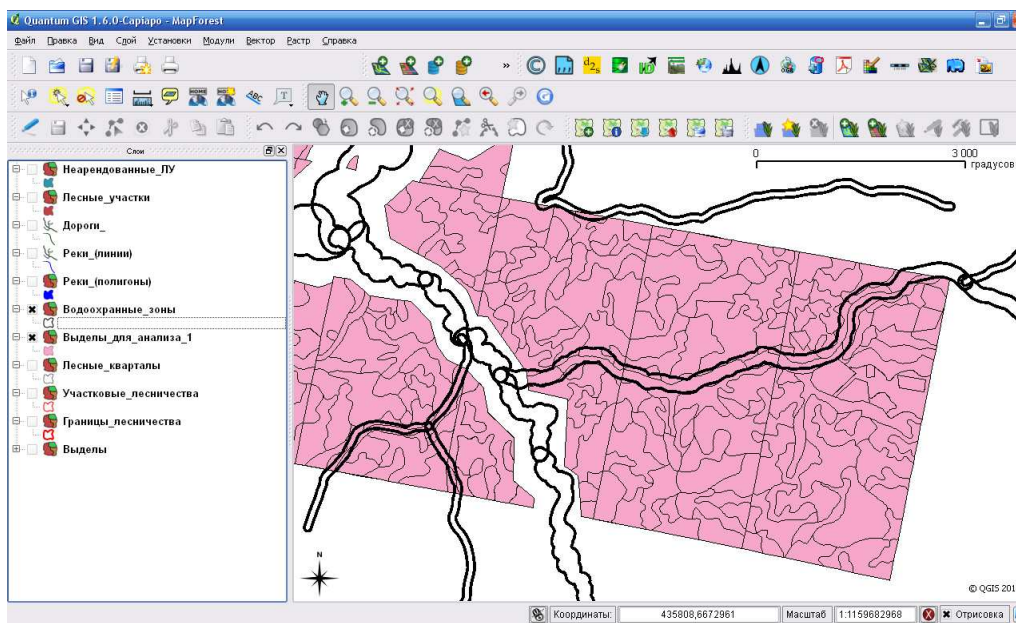 Quantum GIS 1.6.0-Capiapo - MapForest
Файл Правка Вид Слой Установки Модули Вектор Растр Справка
Слои
Неарендованные_ЛУ
Лесные_участки
Дороги_
Реки_(линии)
Реки_(полигоны)
Водоохранные_зоны
Выделы_для_анализа_1
Лесные_кварталы
Участковые_лесничества
Границы_лесничества
Выделы
0 3 000
градусов
N
© QGIS 201
Координаты: 435808,6672961 Масштаб 1:1159682968 Отрисовка